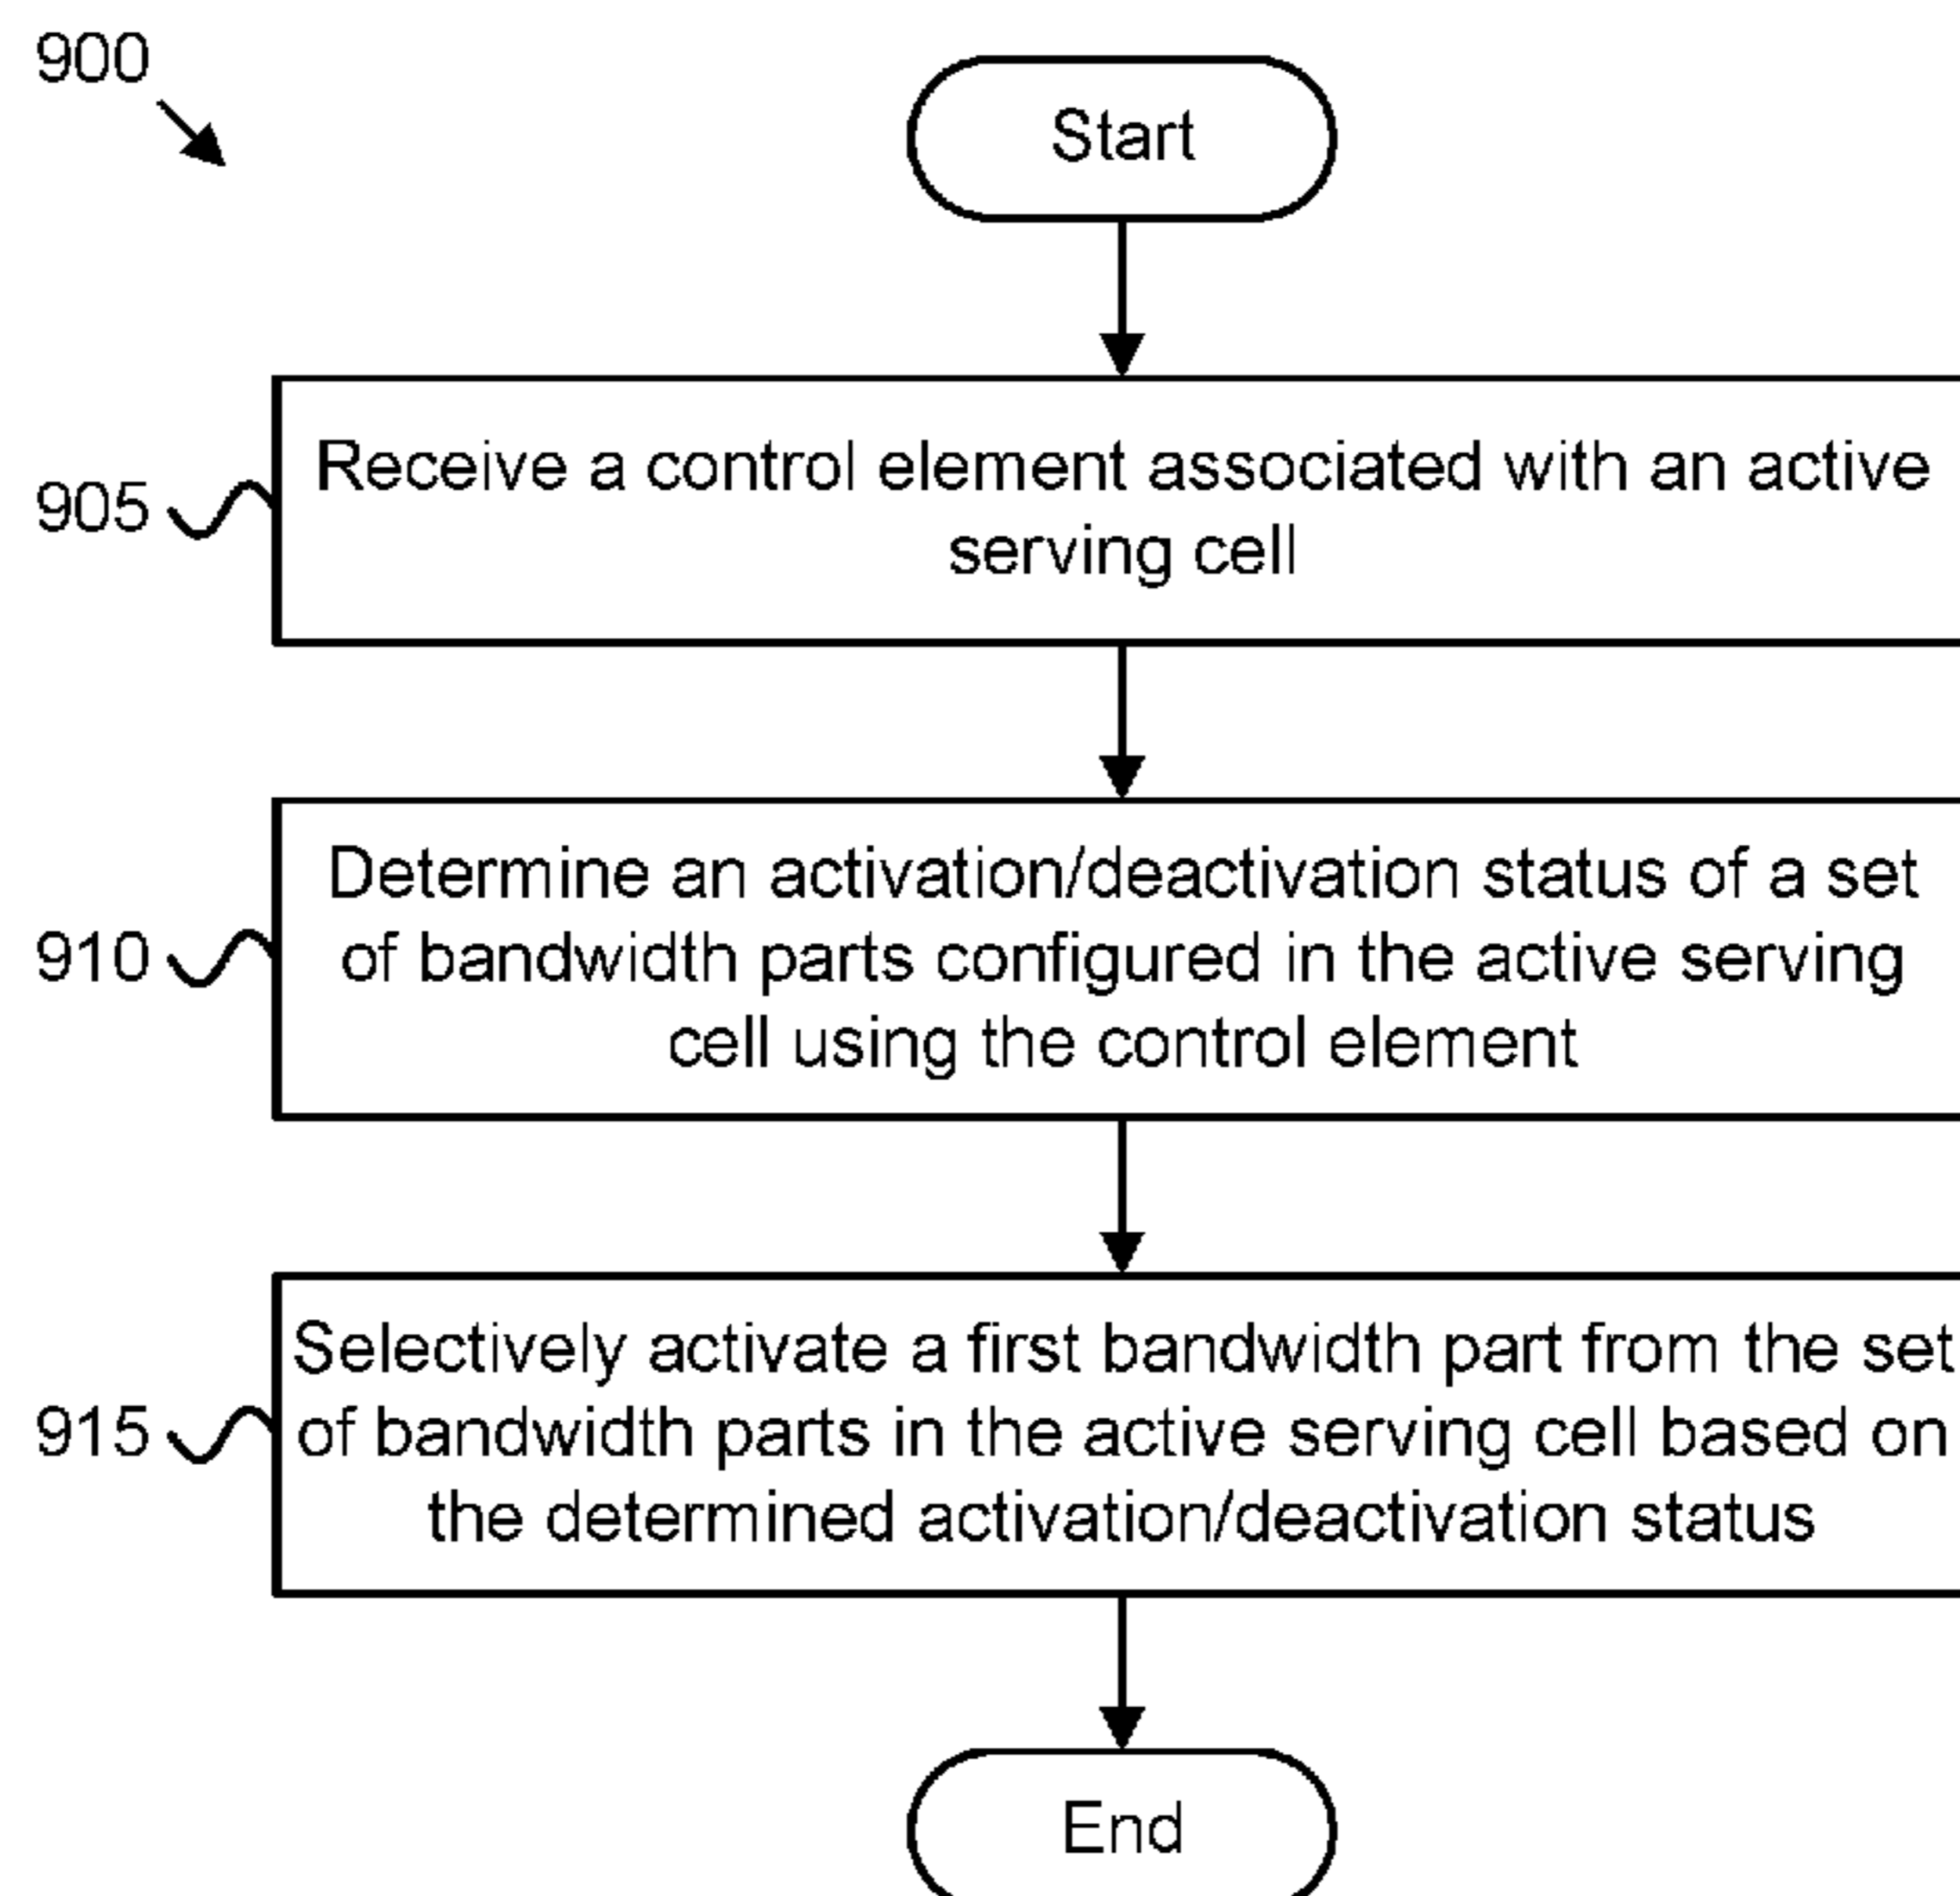 900
Start
905
Receive a control element associated with an active
serving cell
910
Determine an activation/deactivation status of a set
of bandwidth parts configured in the active serving
cell using the control element
915
Selectively activate a first bandwidth part from the set
of bandwidth parts in the active serving cell based on
the determined activation/deactivation status
End